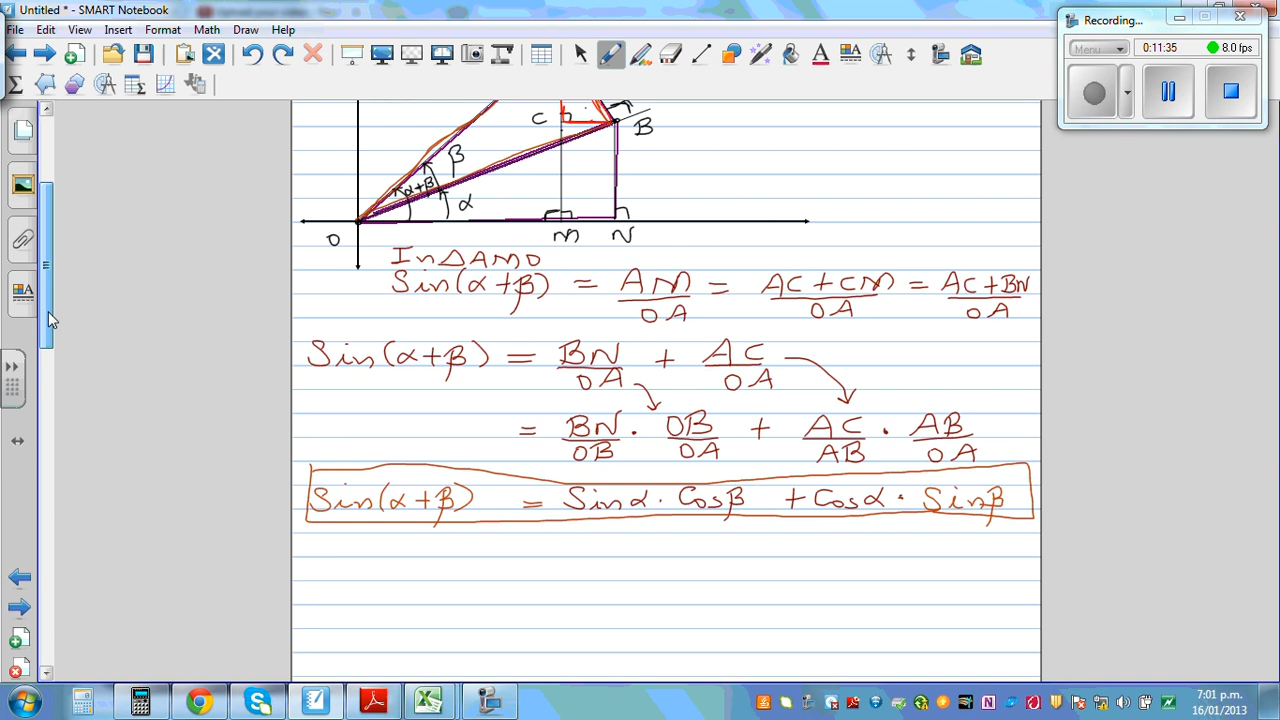 Untitled * - SMART Notebook
File Edit View Insert Format Math Draw Help
Recording...
Menu
0:11:35
8.0 fps
C
B
β
α+β
α
O
M
N
In △AMO
Sin(α+β) = AM/OA = AC+CM/OA = AC+BN/OA
Sin(α+β) = BN/OA + AC/OA
= BN/OB · OB/OA + AC/AB · AB/OA
Sin(α+β) = Sinα · Cosβ + Cosα · Sinβ
7:01 p.m.
16/01/2013